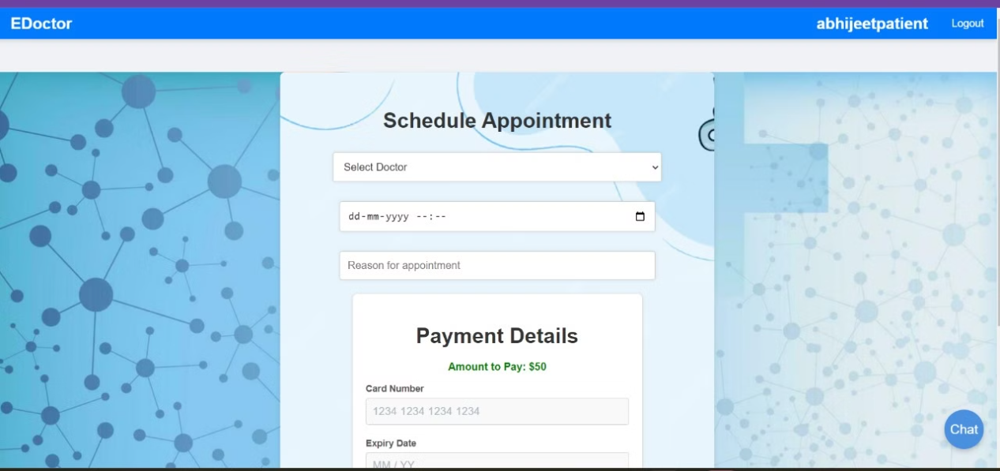 EDoctor
abhijeetpatient Logout
Schedule Appointment
Select Doctor
dd-mm-yyyy --:--
Reason for appointment
Payment Details
Amount to Pay: $50
Card Number
1234 1234 1234 1234
Expiry Date
MM / YY
Chat